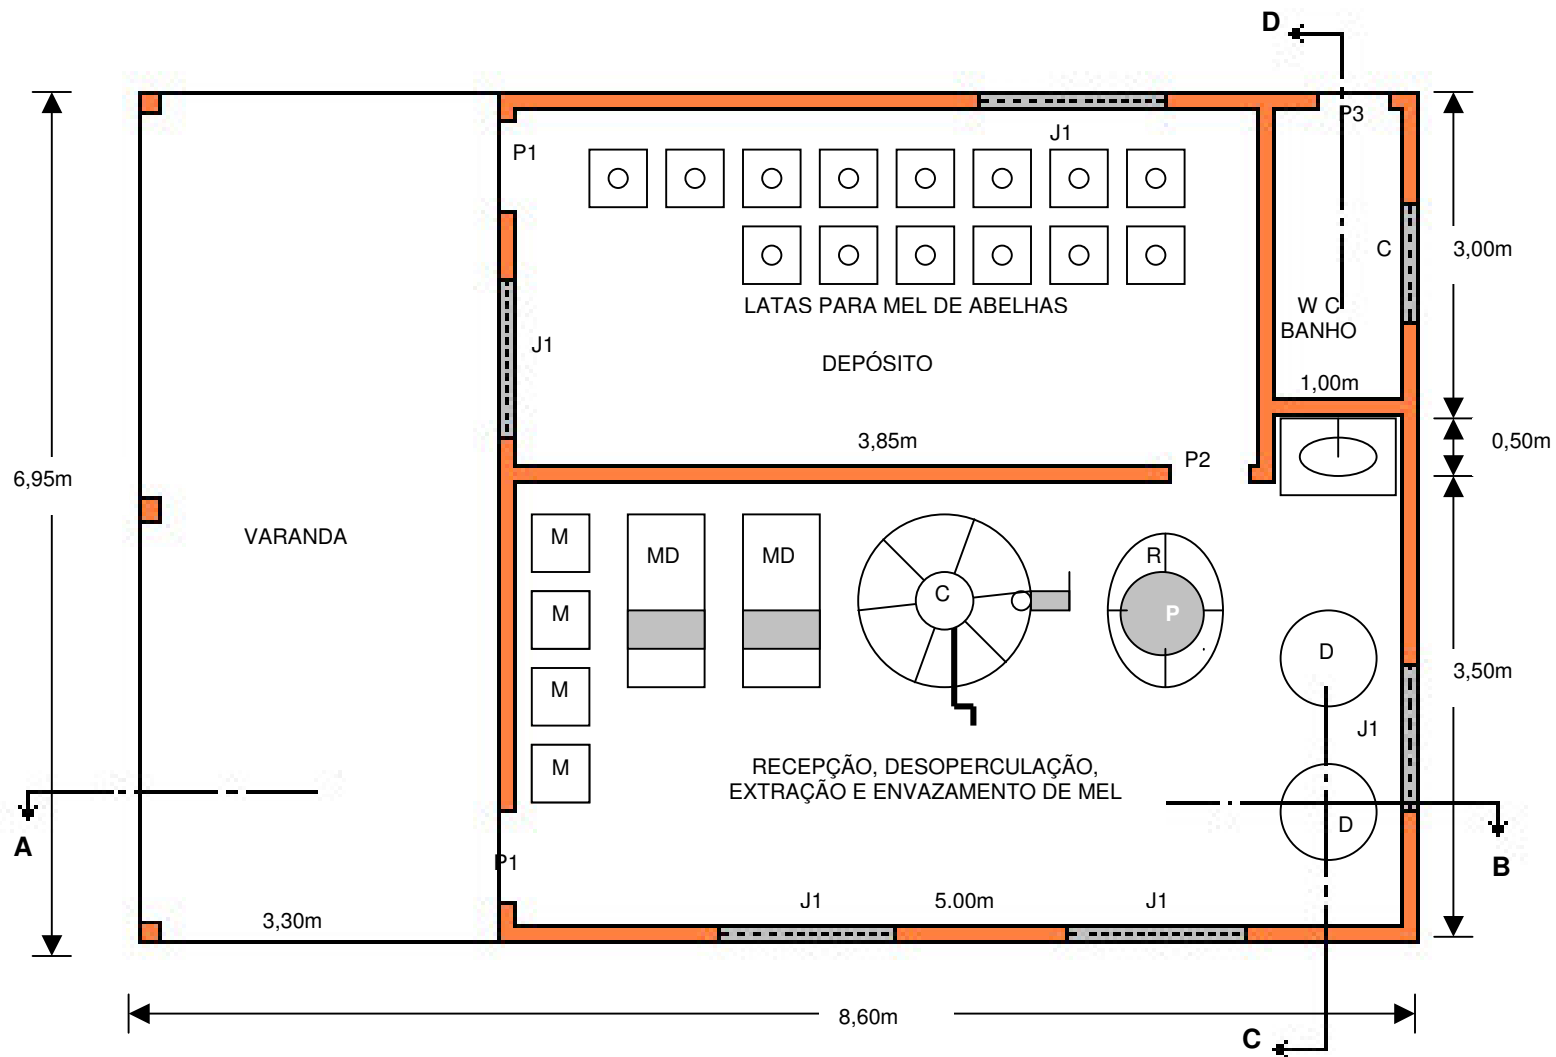 D
P3
J1
P1
C
3,00m
LATAS PARA MEL DE ABELHAS
W C
BANHO
J1
DEPÓSITO
1,00m
3,85m
0,50m
P2
6,95m
VARANDA
M
MD
MD
R
C
P
M
D
3,50m
M
J1
M
RECEPÇÃO, DESOPERCULAÇÃO,
EXTRAÇÃO E ENVAZAMENTO DE MEL
D
A
P1
B
J1
5.00m
J1
3,30m
8,60m
C